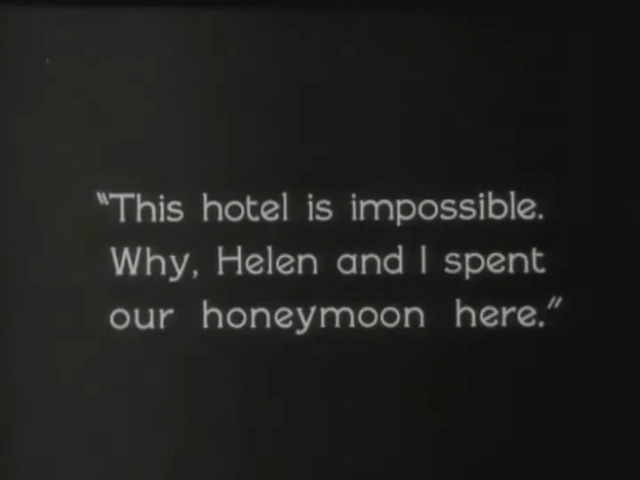 "This hotel is impossible.
Why, Helen and I spent
our honeymoon here."